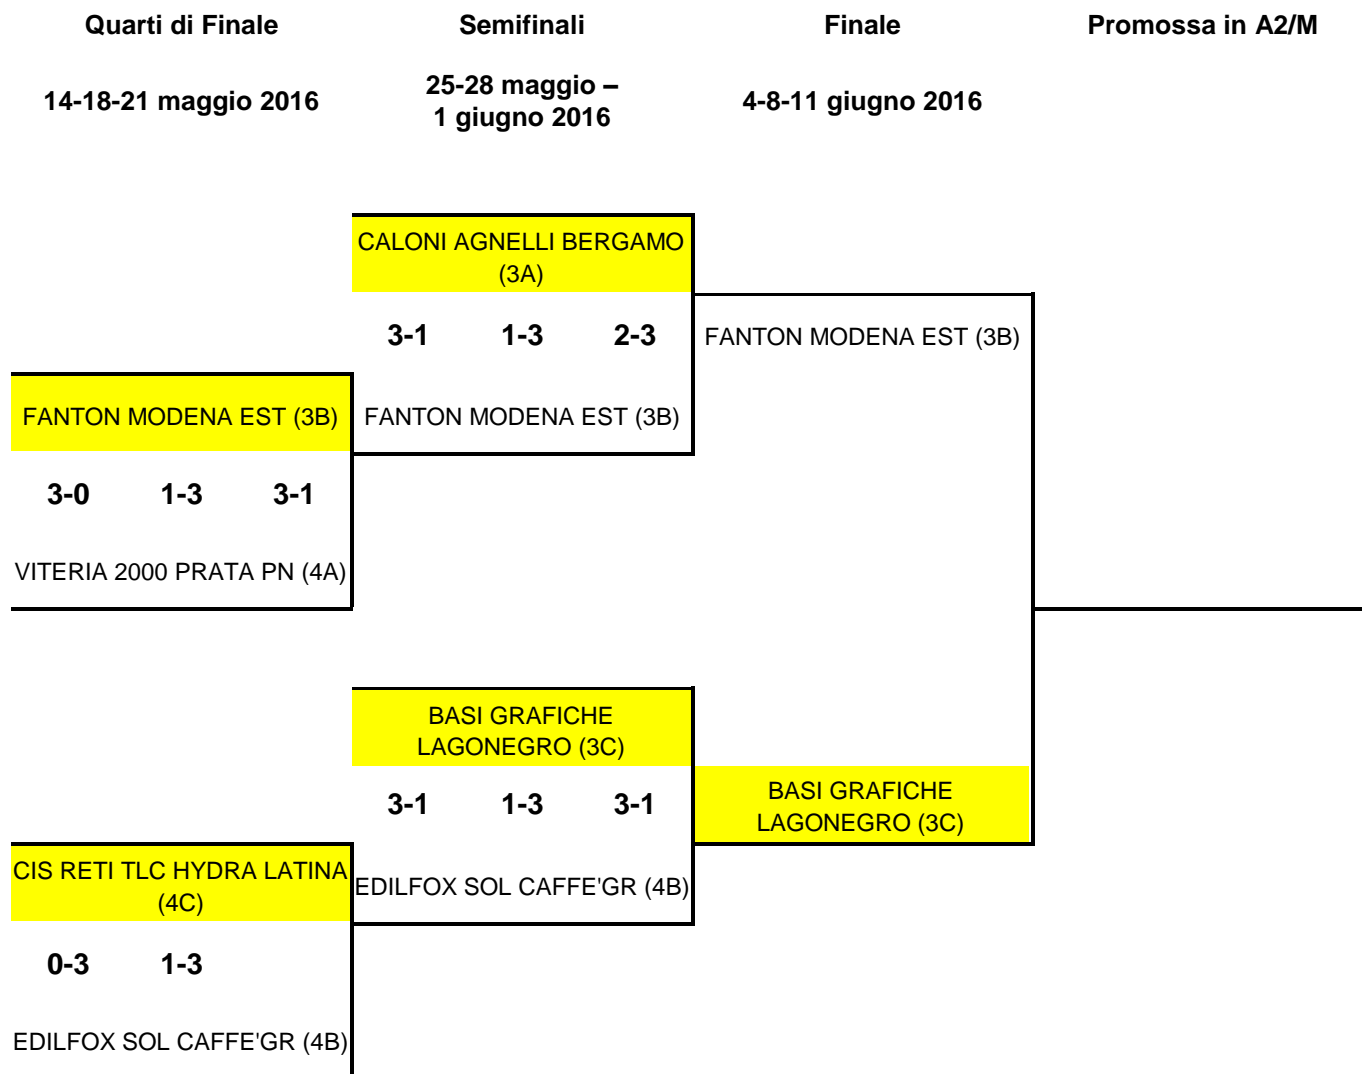 Quarti di Finale
Semifinali
Finale
Promossa in A2/M
14-18-21 maggio 2016
25-28 maggio –
1 giugno 2016
4-8-11 giugno 2016
CALONI AGNELLI BERGAMO
(3A)
3-1 1-3 2-3
FANTON MODENA EST (3B)
FANTON MODENA EST (3B)
FANTON MODENA EST (3B)
3-0 1-3 3-1
VITERIA 2000 PRATA PN (4A)
BASI GRAFICHE
LAGONEGRO (3C)
3-1 1-3 3-1
BASI GRAFICHE
LAGONEGRO (3C)
CIS RETI TLC HYDRA LATINA
(4C)
EDILFOX SOL CAFFE'GR (4B)
0-3 1-3
EDILFOX SOL CAFFE'GR (4B)